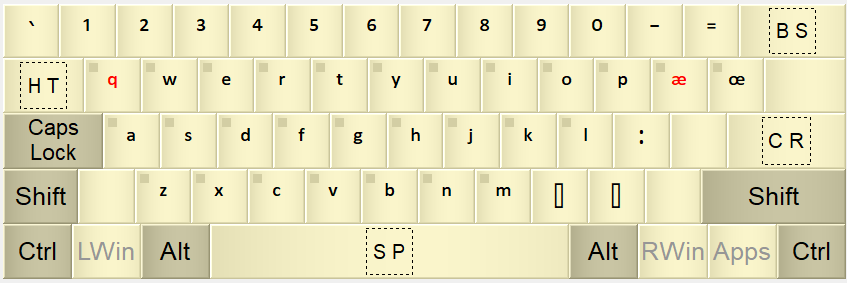 ` 1 2 3 4 5 6 7 8 9 0 - = BS
HT q w e r t y u i o p æ œ
Caps Lock a s d f g h j k l : CR
Shift z x c v b n m ▯ ▯ Shift
Ctrl LWin Alt SP Alt RWin Apps Ctrl